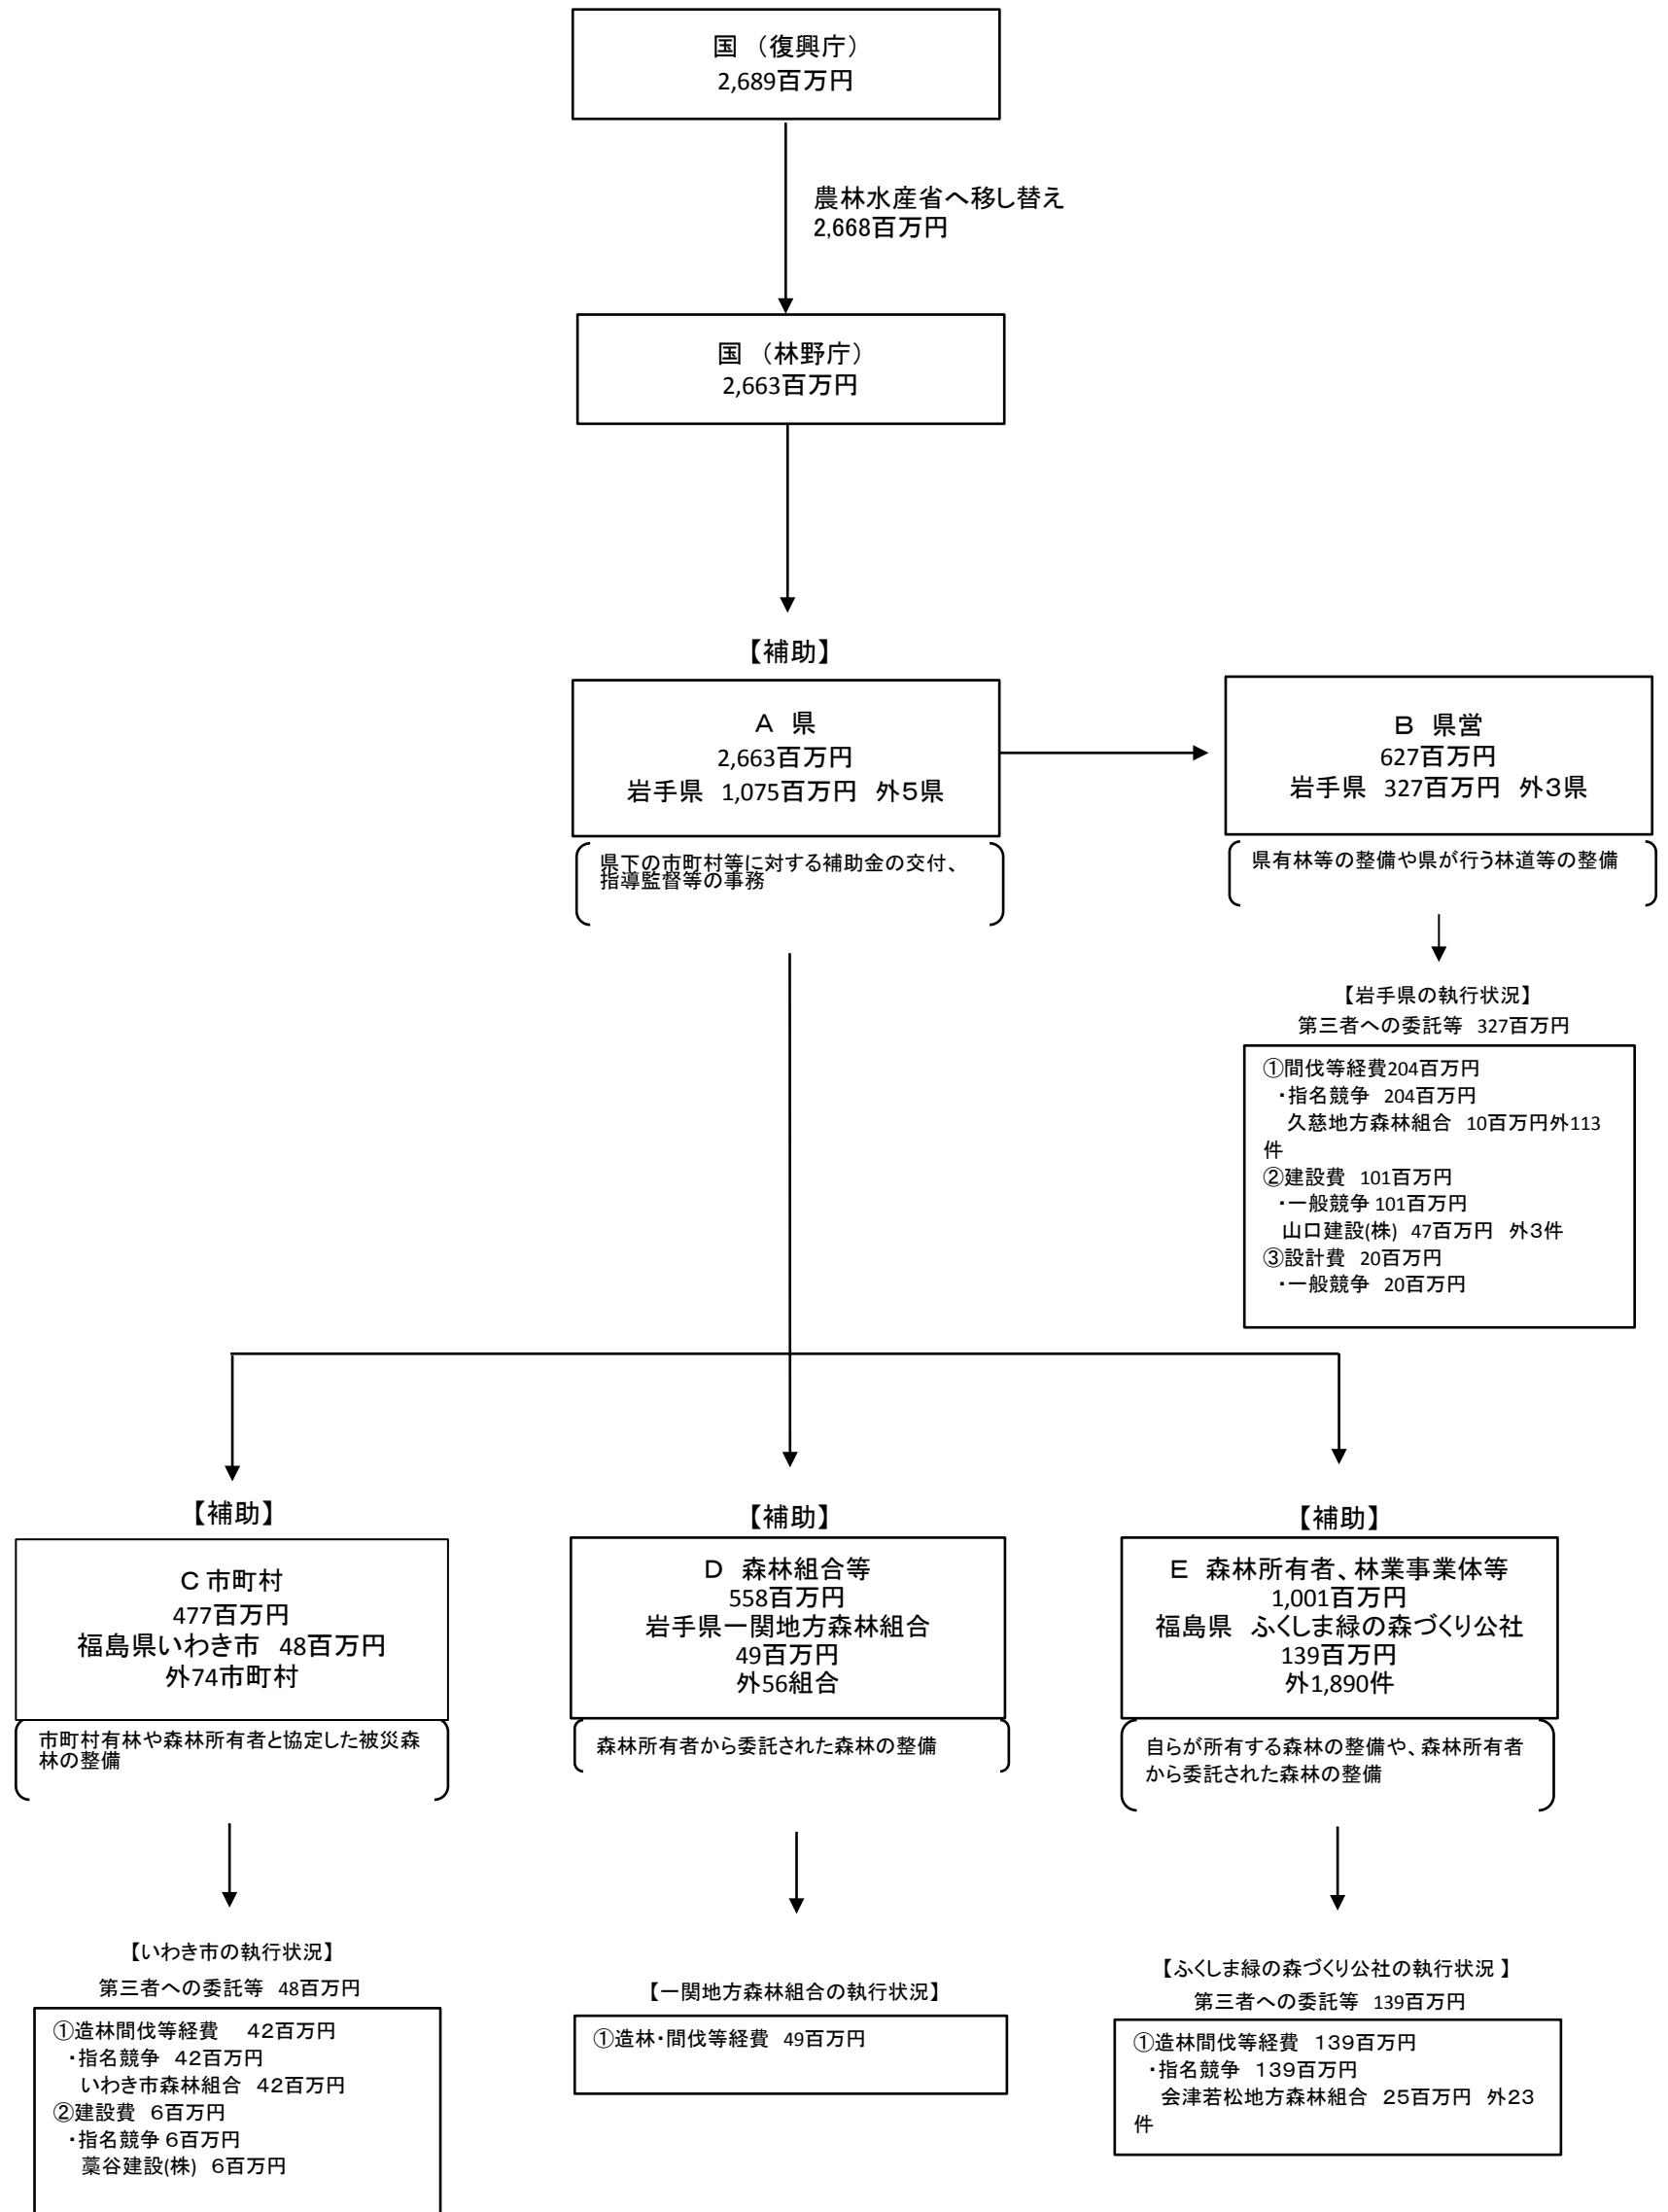 国 （復興庁）
2,689百万円
農林水産省へ移し替え
2,668百万円
国 （林野庁）
2,663百万円
【補助】
A 県
2,663百万円
岩手県 1,075百万円 外5県
県下の市町村等に対する補助金の交付、
指導監督等の事務
B 県営
627百万円
岩手県 327百万円 外3県
県有林等の整備や県が行う林道等の整備
【岩手県の執行状況】
第三者への委託等 327百万円
①間伐等経費204百万円
・指名競争 204百万円
久慈地方森林組合 10百万円外113
件
②建設費 101百万円
・一般競争 101百万円
山口建設(株) 47百万円 外3件
③設計費 20百万円
・一般競争 20百万円
【補助】
C 市町村
477百万円
福島県いわき市 48百万円
外74市町村
市町村有林や森林所有者と協定した被災森
林の整備
【いわき市の執行状況】
第三者への委託等 48百万円
①造林間伐等経費 42百万円
・指名競争 42百万円
いわき市森林組合 42百万円
②建設費 6百万円
・指名競争 6百万円
藁谷建設(株) 6百万円
【補助】
D 森林組合等
558百万円
岩手県一関地方森林組合
49百万円
外56組合
森林所有者から委託された森林の整備
【一関地方森林組合の執行状況】
①造林・間伐等経費 49百万円
【補助】
E 森林所有者、林業事業体等
1,001百万円
福島県 ふくしま緑の森づくり公社
139百万円
外1,890件
自らが所有する森林の整備や、森林所有者
から委託された森林の整備
【ふくしま緑の森づくり公社の執行状況 】
第三者への委託等 139百万円
①造林間伐等経費 139百万円
・指名競争 139百万円
会津若松地方森林組合 25百万円 外23
件